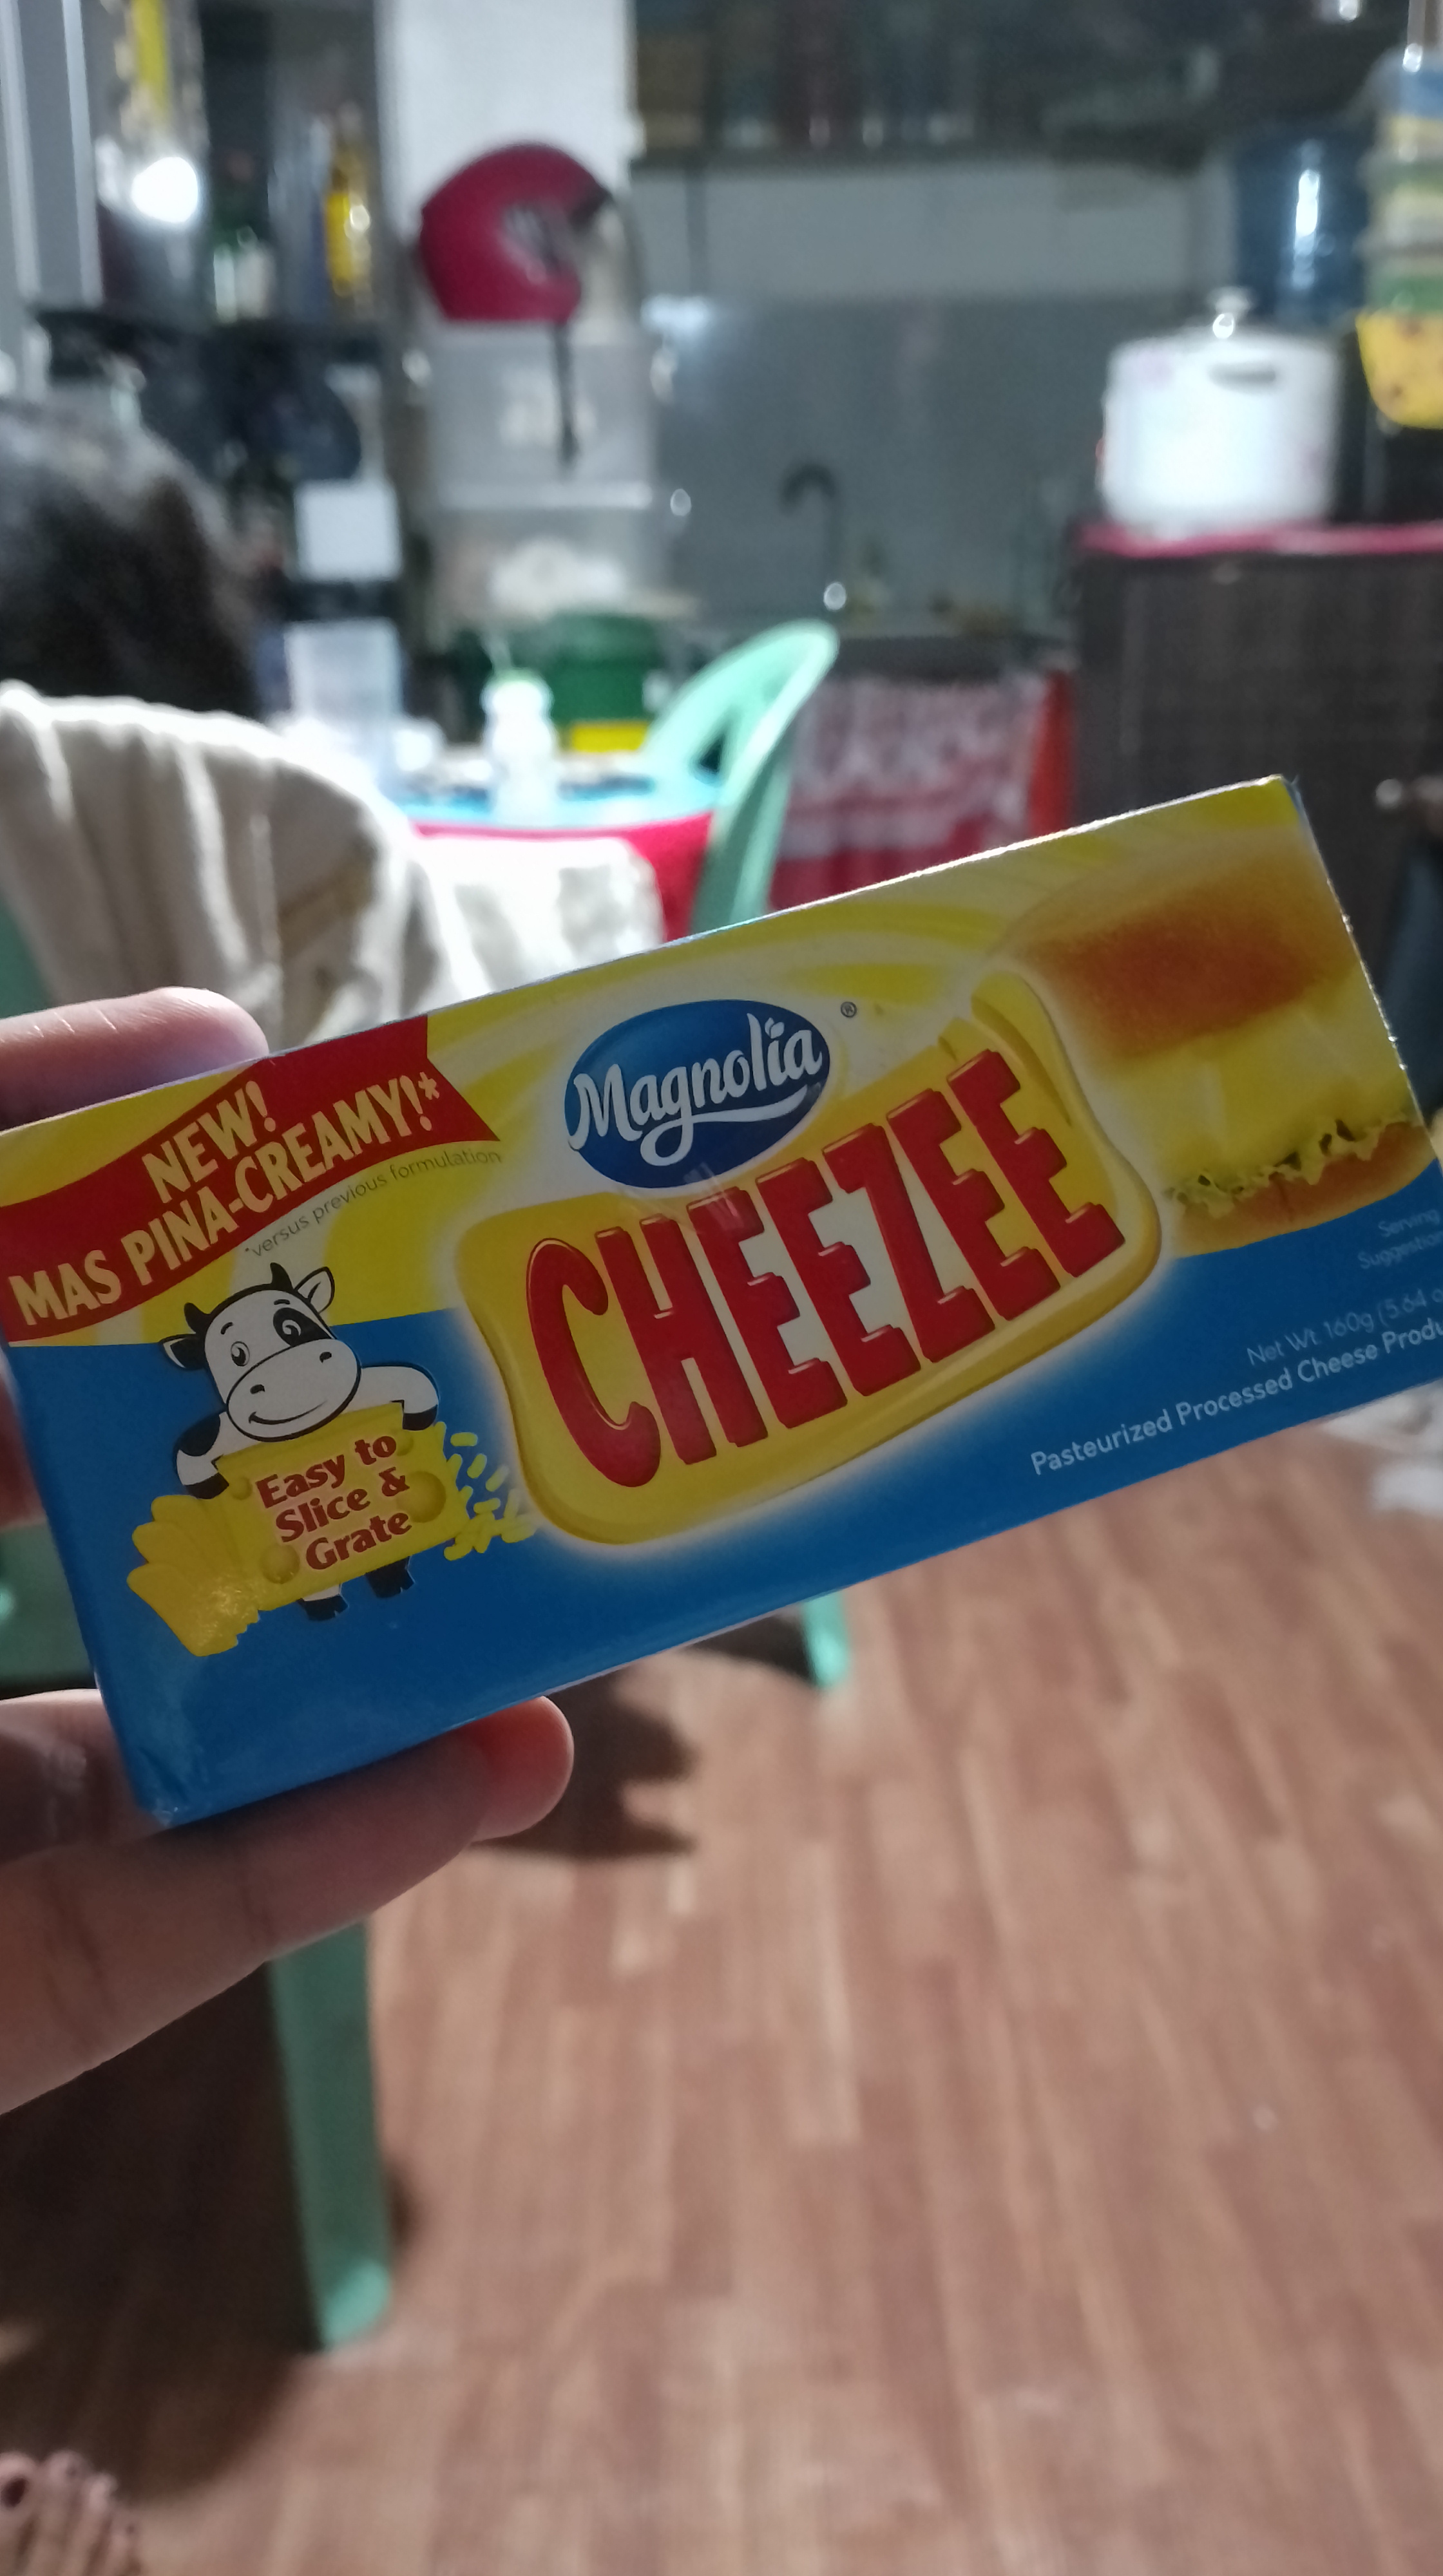 NEW!
MAS PINA-CREAMY!*
*versus previous formulation
Magnolia ®
CHEEZEE
Easy to
Slice &
Grate
Serving
Suggestion
Net Wt. 160g (5.64
Pasteurized Processed Cheese